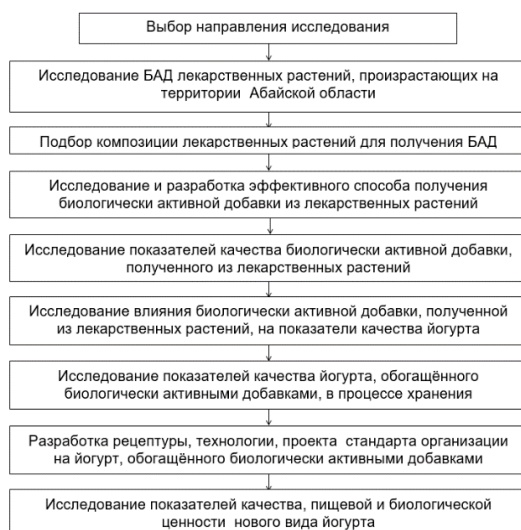 Выбор направления исследования
Исследование БАД лекарственных растений, произрастающих на
территории Абайской области
Подбор композиции лекарственных растений для получения БАД
Исследование и разработка эффективного способа получения
биологически активной добавки из лекарственных растений
Исследование показателей качества биологически активной добавки,
полученного из лекарственных растений
Исследование влияния биологически активной добавки, полученной
из лекарственных растений, на показатели качества йогурта
Исследование показателей качества йогурта, обогащённого
биологически активными добавками, в процессе хранения
Разработка рецептуры, технологии, проекта стандарта организации
на йогурт, обогащённого биологически активными добавками
Исследование показателей качества, пищевой и биологической
ценности нового вида йогурта